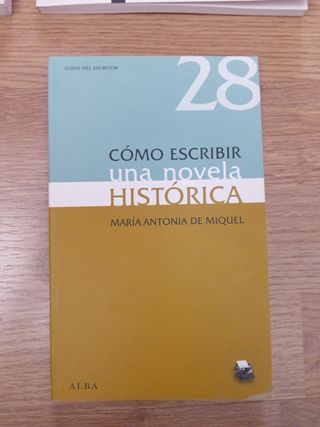 GUÍAS DEL ESCRITOR
28
CÓMO ESCRIBIR
una novela
HISTÓRICA
MARÍA ANTONIA DE MIQUEL
ALBA